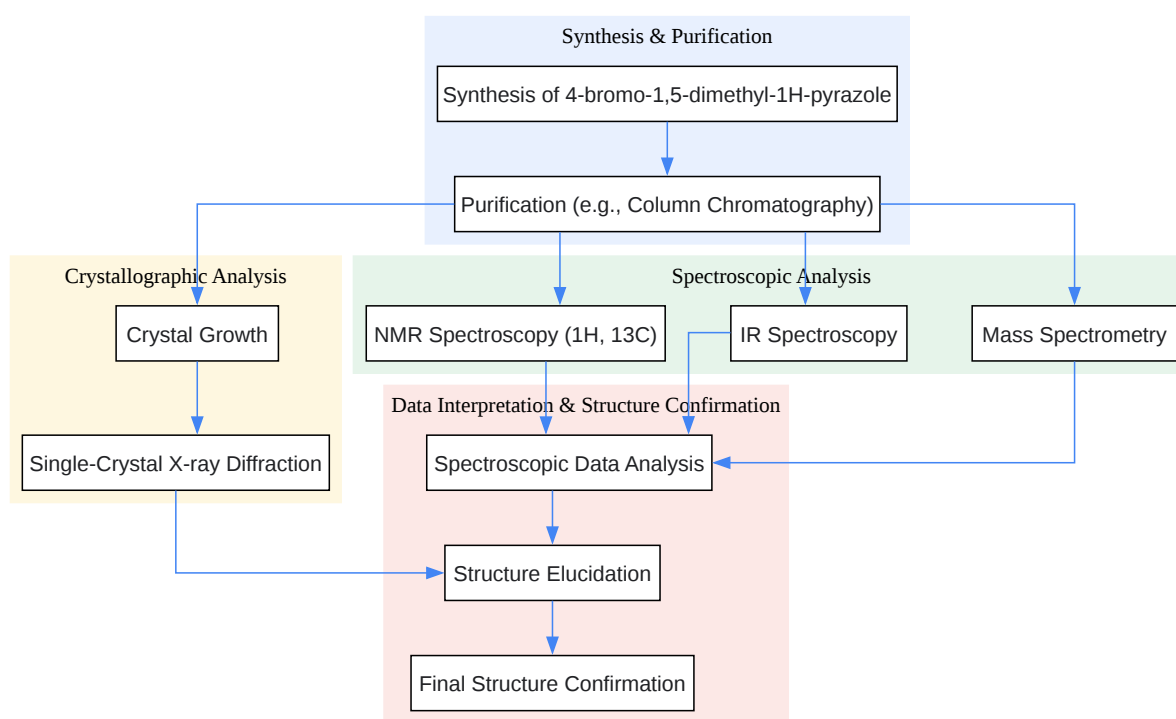 Synthesis & Purification
Synthesis of 4-bromo-1,5-dimethyl-1H-pyrazole
Purification (e.g., Column Chromatography)
Crystallographic Analysis
Spectroscopic Analysis
Crystal Growth
NMR Spectroscopy (1H, 13C)
IR Spectroscopy
Mass Spectrometry
Data Interpretation & Structure Confirmation
Single-Crystal X-ray Diffraction
Spectroscopic Data Analysis
Structure Elucidation
Final Structure Confirmation